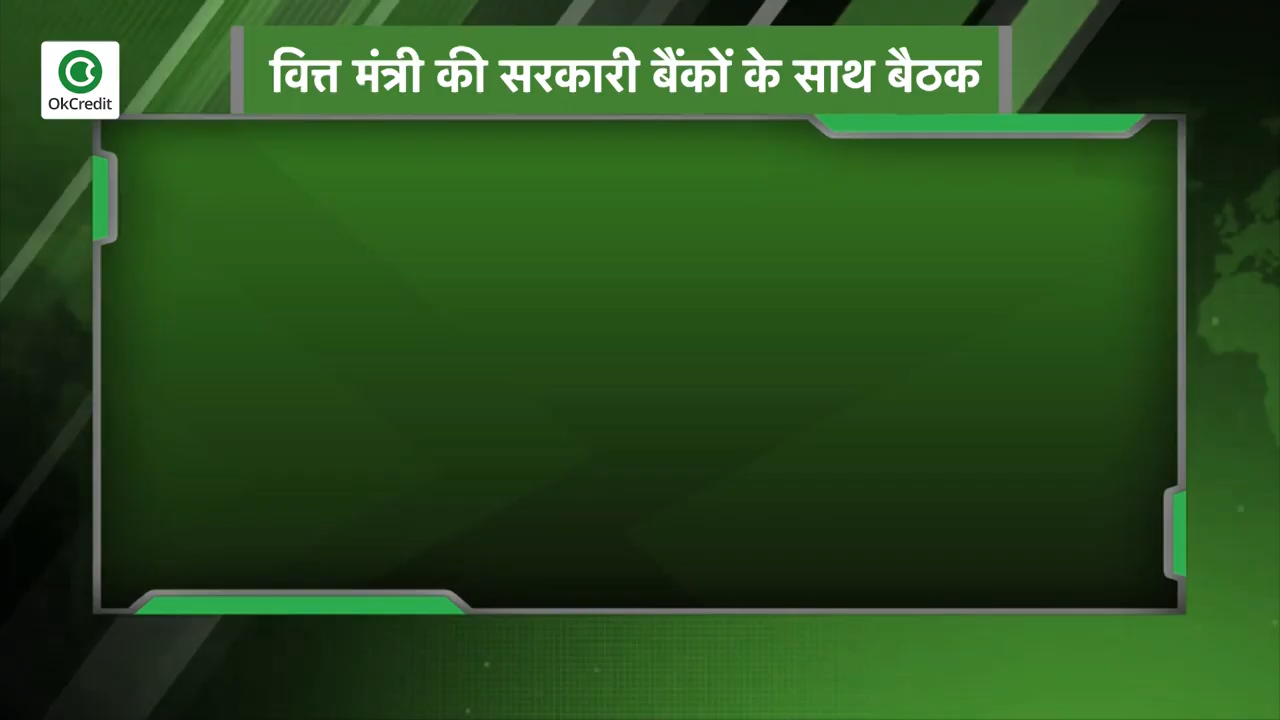 वित्त मंत्री की सरकारी बैंकों के साथ बैठक
OkCredit